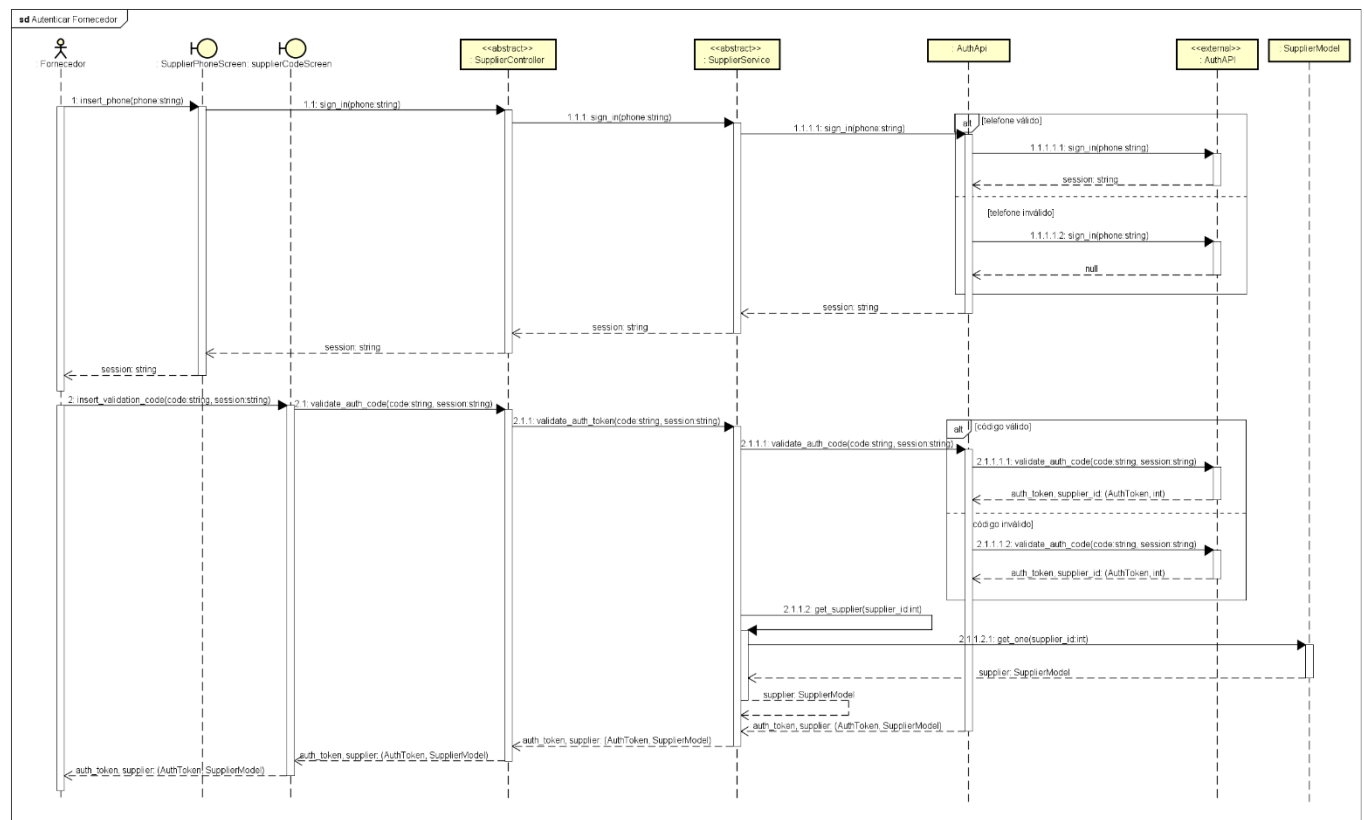 sd Autenticar Fornecedor
: Fornecedor
: SupplierPhoneScreen
: supplierCodeScreen
<<abstract>>
: SupplierController
<<abstract>>
: SupplierService
: AuthApi
<<external>>
: AuthAPI
: SupplierModel
1: insert_phone(phone:string)
1.1: sign_in(phone:string)
1.1.1: sign_in(phone:string)
1.1.1.1: sign_in(phone:string)
alt
[telefone válido]
1.1.1.1.1: sign_in(phone:string)
session: string
[telefone inválido]
1.1.1.1.2: sign_in(phone:string)
null
session: string
session: string
session: string
session: string
2: insert_validation_code(code:string, session:string)
2.1: validate_auth_code(code:string, session:string)
2.1.1: validate_auth_token(code:string, session:string)
2.1.1.1: validate_auth_code(code:string, session:string)
alt
[código válido]
2.1.1.1.1: validate_auth_code(code:string, session:string)
auth_token, supplier_id: (AuthToken, int)
código inválido]
2.1.1.1.2: validate_auth_code(code:string, session:string)
auth_token, supplier_id: (AuthToken, int)
2.1.1.2: get_supplier(supplier_id:int)
2.1.1.2.1: get_one(supplier_id:int)
supplier: SupplierModel
supplier: SupplierModel
auth_token, supplier: (AuthToken, SupplierModel)
auth_token, supplier: (AuthToken, SupplierModel)
auth_token, supplier: (AuthToken, SupplierModel)
auth_token, supplier: (AuthToken, SupplierModel)